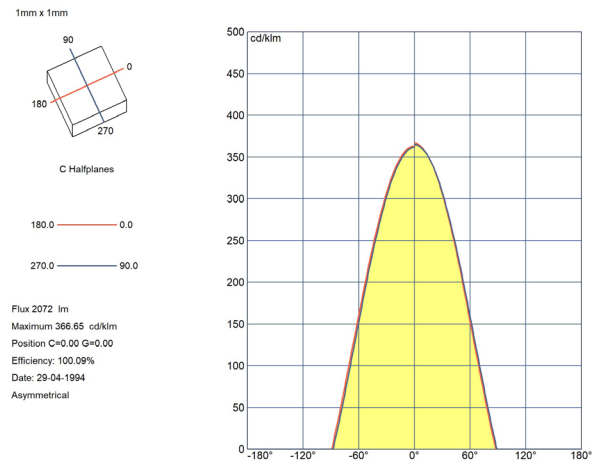 1mm x 1mm
90
0
180
270
C Halfplanes
180.0 0.0
270.0 90.0
Flux 2072 lm
Maximum 366.65 cd/klm
Position C=0.00 G=0.00
Efficiency: 100.09%
Date: 29-04-1994
Asymmetrical
500
cd/klm
450
400
350
300
250
200
150
100
50
0
-180° -120° -60° 0° 60° 120° 180°